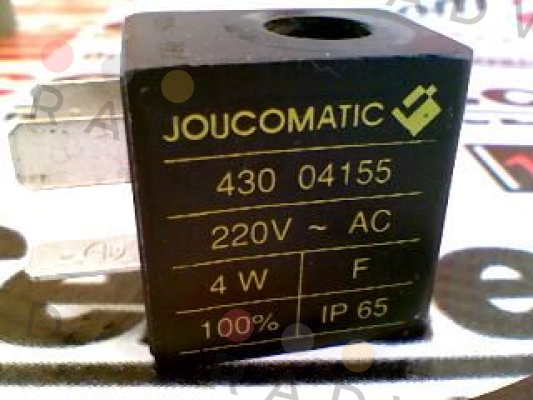 JOUCOMATIC
430 04155
220V ~ AC
4 W F
100% IP 65